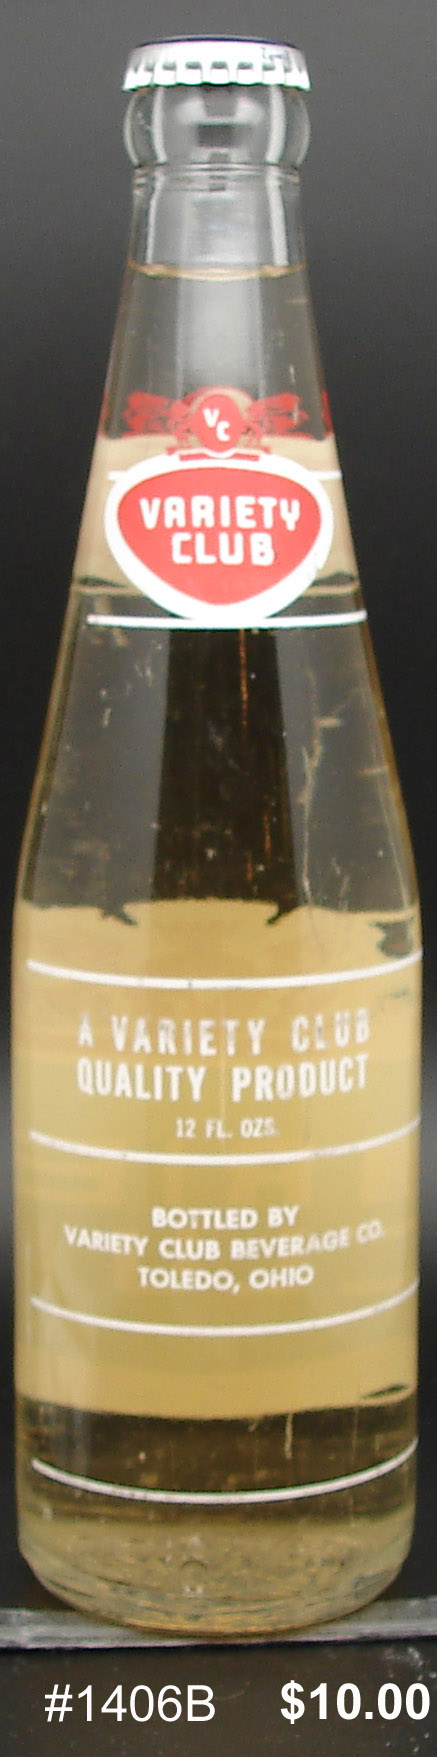 VC
VARIETY
CLUB
A VARIETY CLUB
QUALITY PRODUCT
12 FL. OZS.
BOTTLED BY
VARIETY CLUB BEVERAGE CO.
TOLEDO, OHIO
#1406B $10.00